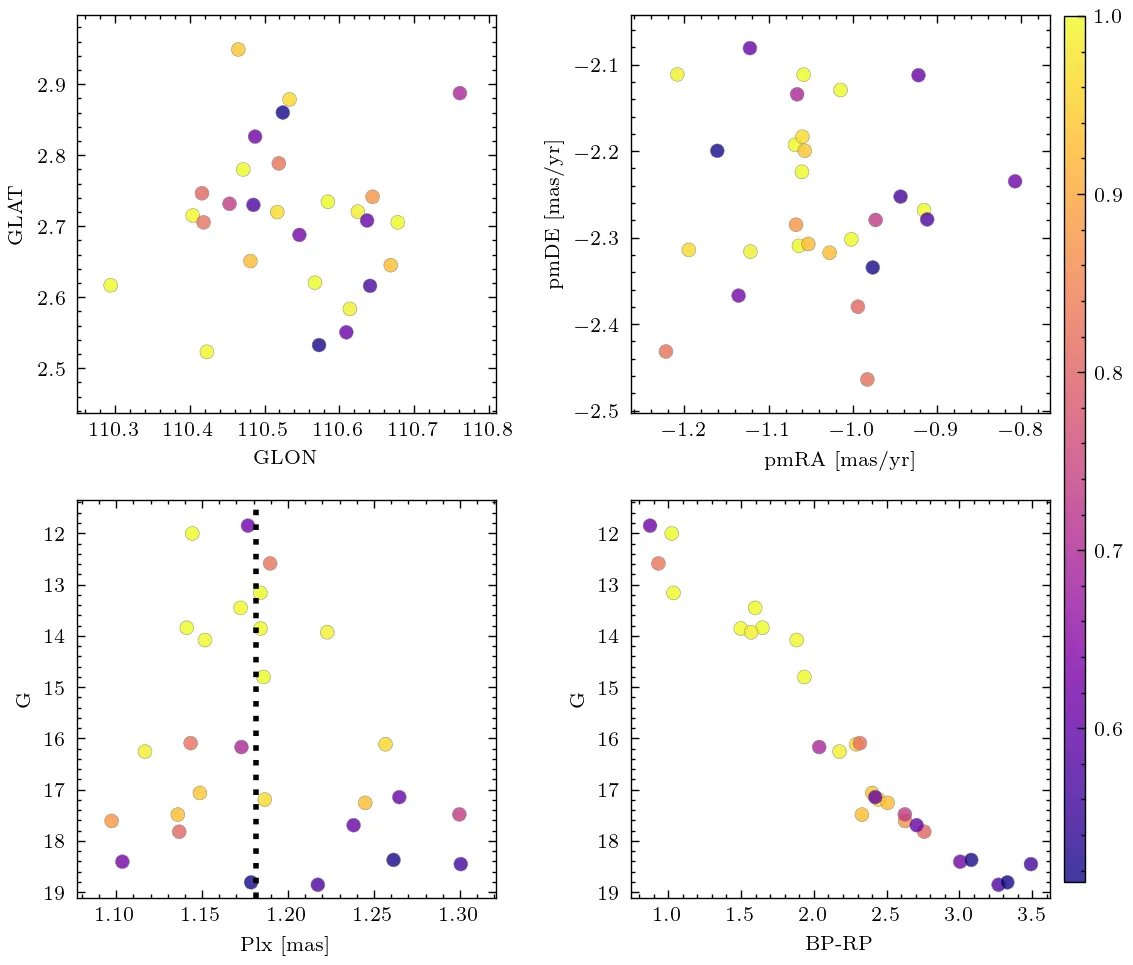 2.9
2.8
2.7
2.6
2.5
GLAT
110.3 110.4 110.5 110.6 110.7 110.8
GLON
−2.1
−2.2
−2.3
−2.4
−2.5
pmDE [mas/yr]
−1.2 −1.1 −1.0 −0.9 −0.8
pmRA [mas/yr]
1.0
0.9
0.8
0.7
0.6
12
13
14
15
16
17
18
19
G
1.10 1.15 1.20 1.25 1.30
Plx [mas]
12
13
14
15
16
17
18
19
G
1.0 1.5 2.0 2.5 3.0 3.5
BP-RP